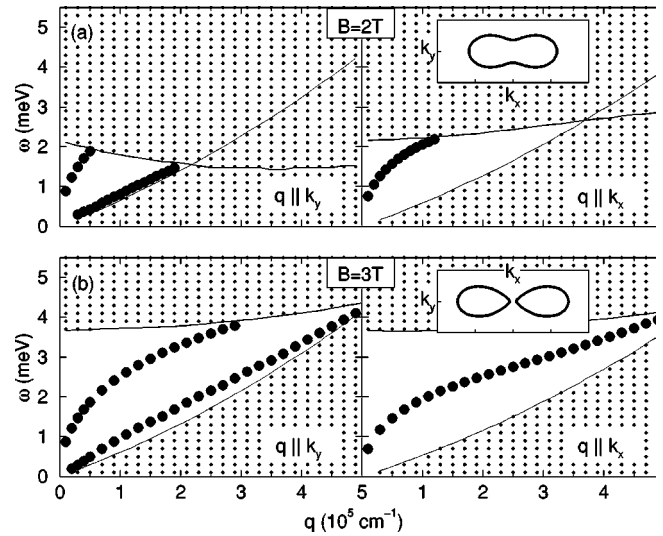 (a)
B=2T
5
4
3
2
1
0
ω (meV)
k_y
k_x
q || k_y
q || k_x
(b)
B=3T
5
4
3
2
1
0
ω (meV)
k_x
k_y
q || k_y
q || k_x
0 1 2 3 4 5 1 2 3 4
q (10^5 cm^-1)